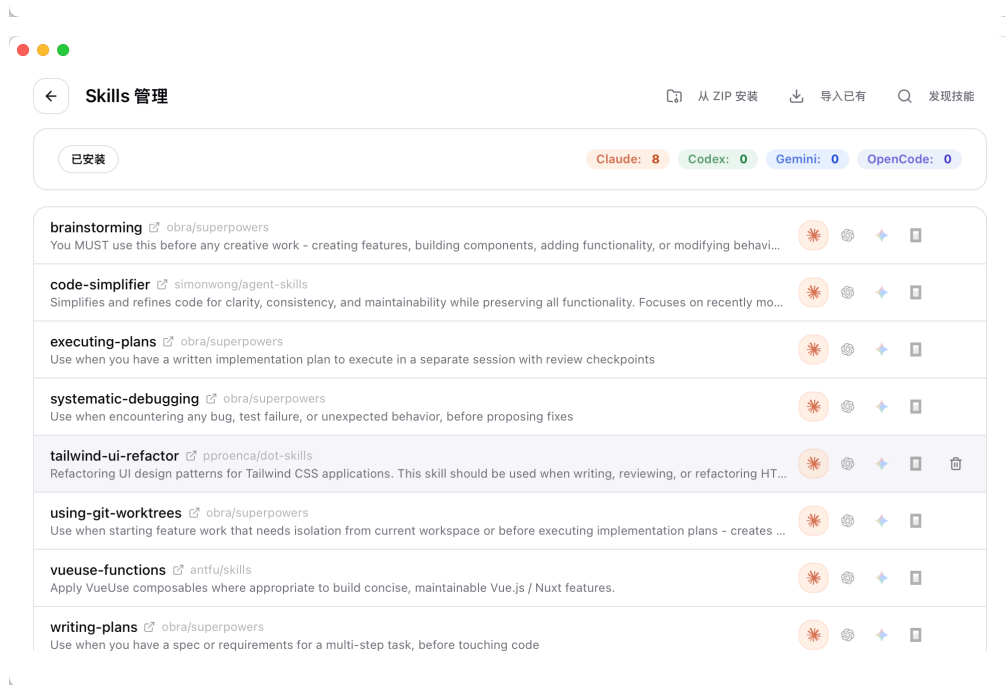 Skills 管理
从 ZIP 安装
导入已有
发现技能
已安装
Claude: 8
Codex: 0
Gemini: 0
OpenCode: 0
brainstorming obra/superpowers
You MUST use this before any creative work - creating features, building components, adding functionality, or modifying behavi...
code-simplifier simonwong/agent-skills
Simplifies and refines code for clarity, consistency, and maintainability while preserving all functionality. Focuses on recently mo...
executing-plans obra/superpowers
Use when you have a written implementation plan to execute in a separate session with review checkpoints
systematic-debugging obra/superpowers
Use when encountering any bug, test failure, or unexpected behavior, before proposing fixes
tailwind-ui-refactor pproenca/dot-skills
Refactoring UI design patterns for Tailwind CSS applications. This skill should be used when writing, reviewing, or refactoring HT...
using-git-worktrees obra/superpowers
Use when starting feature work that needs isolation from current workspace or before executing implementation plans - creates ...
vueuse-functions antfu/skills
Apply VueUse composables where appropriate to build concise, maintainable Vue.js / Nuxt features.
writing-plans obra/superpowers
Use when you have a spec or requirements for a multi-step task, before touching code